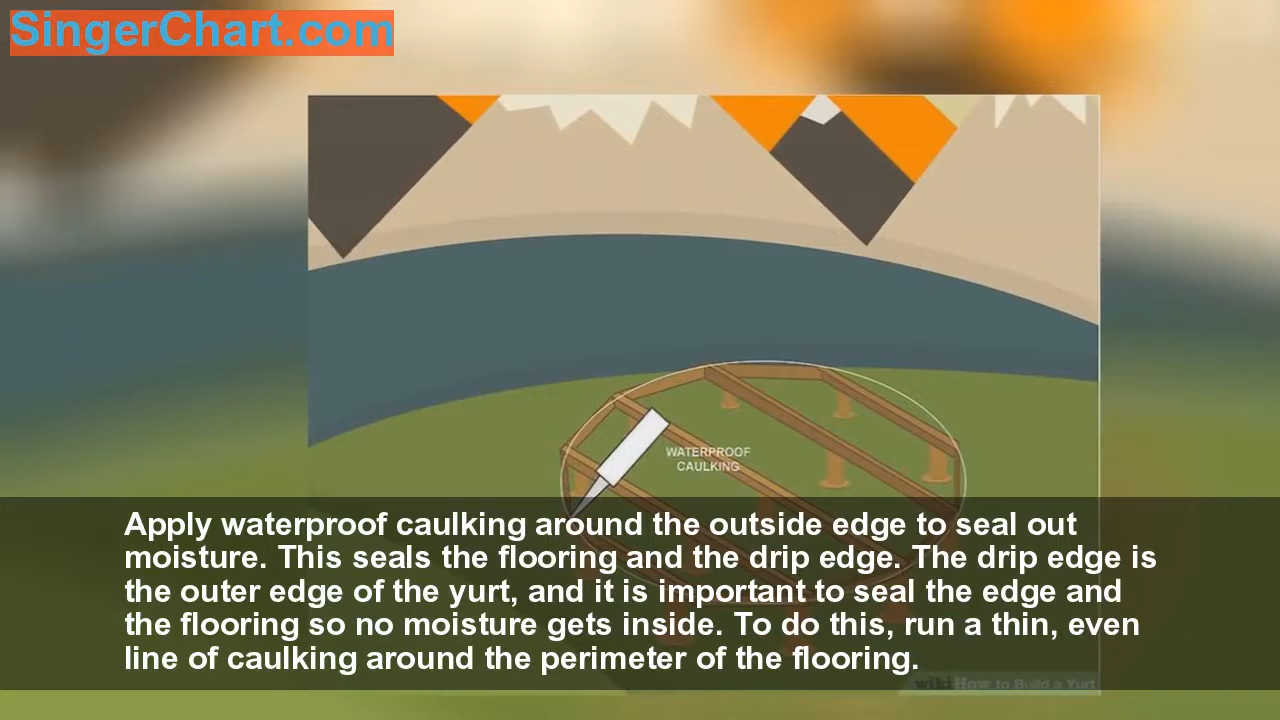 SingerChart.com
WATERPROOF
CAULKING
Apply waterproof caulking around the outside edge to seal out
moisture. This seals the flooring and the drip edge. The drip edge is
the outer edge of the yurt, and it is important to seal the edge and
the flooring so no moisture gets inside. To do this, run a thin, even
line of caulking around the perimeter of the flooring.
wikiHow to Build a Yurt